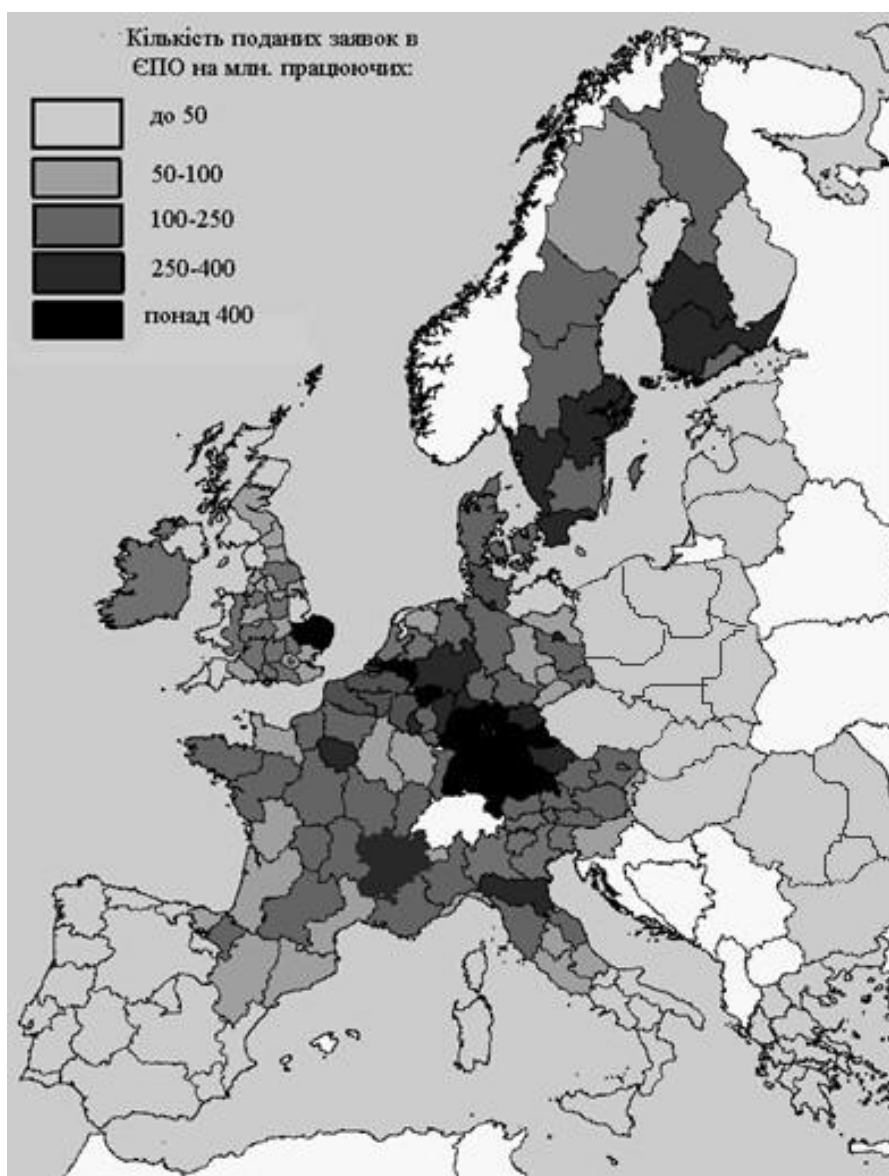 Кількість поданих заявок в
ЄПО на млн. працюючих:
до 50
50-100
100-250
250-400
понад 400